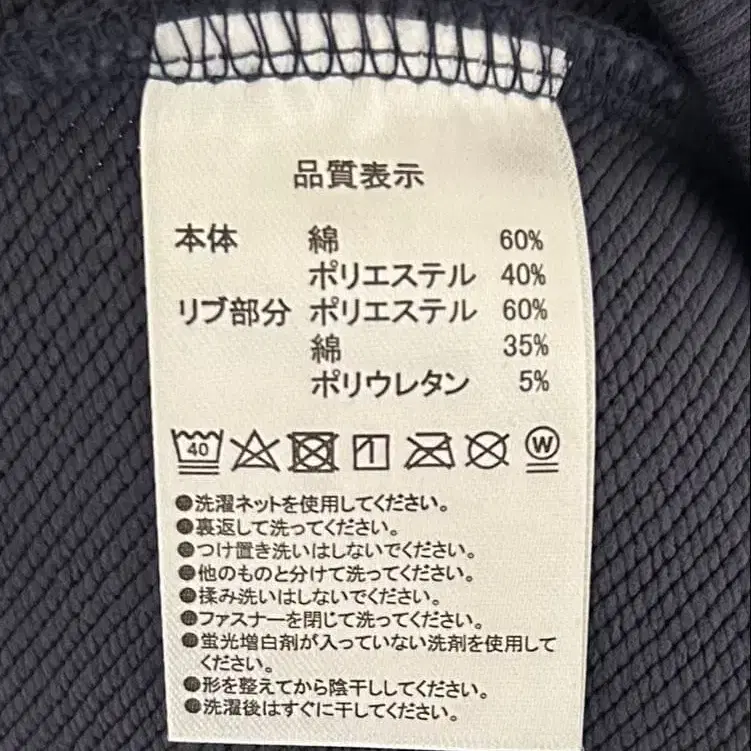 品質表示
本体 綿 60%
ポリエステル 40%
リブ部分 ポリエステル 60%
綿 35%
ポリウレタン 5%
40 W
●洗濯ネットを使用してください。
●裏返して洗ってください。
●つけ置き洗いはしないでください。
●他のものと分けて洗ってください。
●揉み洗いはしないでください。
●ファスナーを閉じて洗ってください。
●蛍光増白剤が入っていない洗剤を使用して
ください。
●形を整えてから陰干ししてください。
●洗濯後はすぐに干してください。